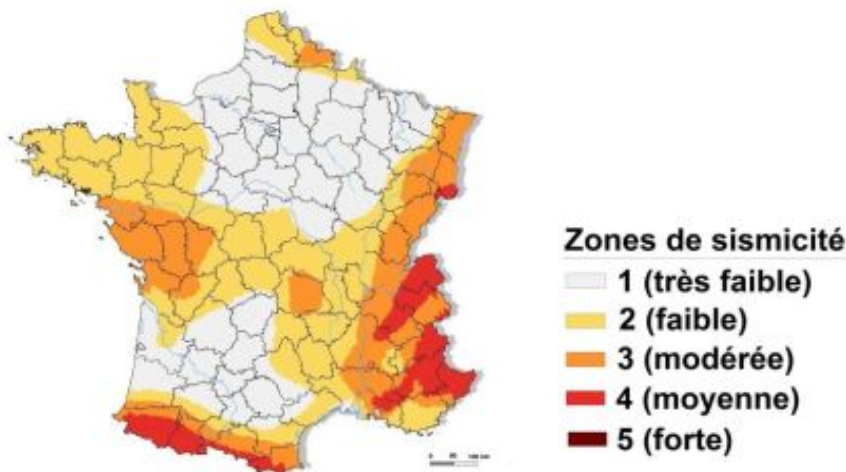 Zones de sismicité
1 (très faible)
2 (faible)
3 (modérée)
4 (moyenne)
5 (forte)